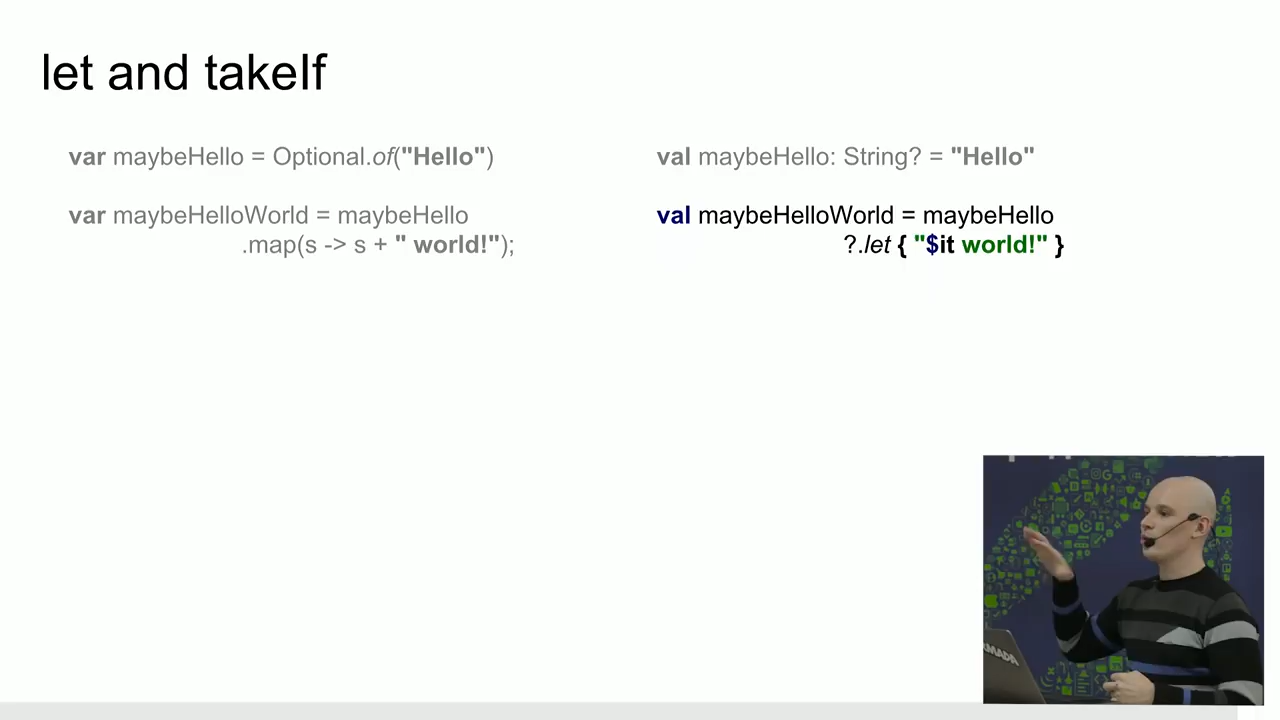 let and takeIf
var maybeHello = Optional.of("Hello")
var maybeHelloWorld = maybeHello
.map(s -> s + " world!");
val maybeHello: String? = "Hello"
val maybeHelloWorld = maybeHello
?.let { "$it world!" }